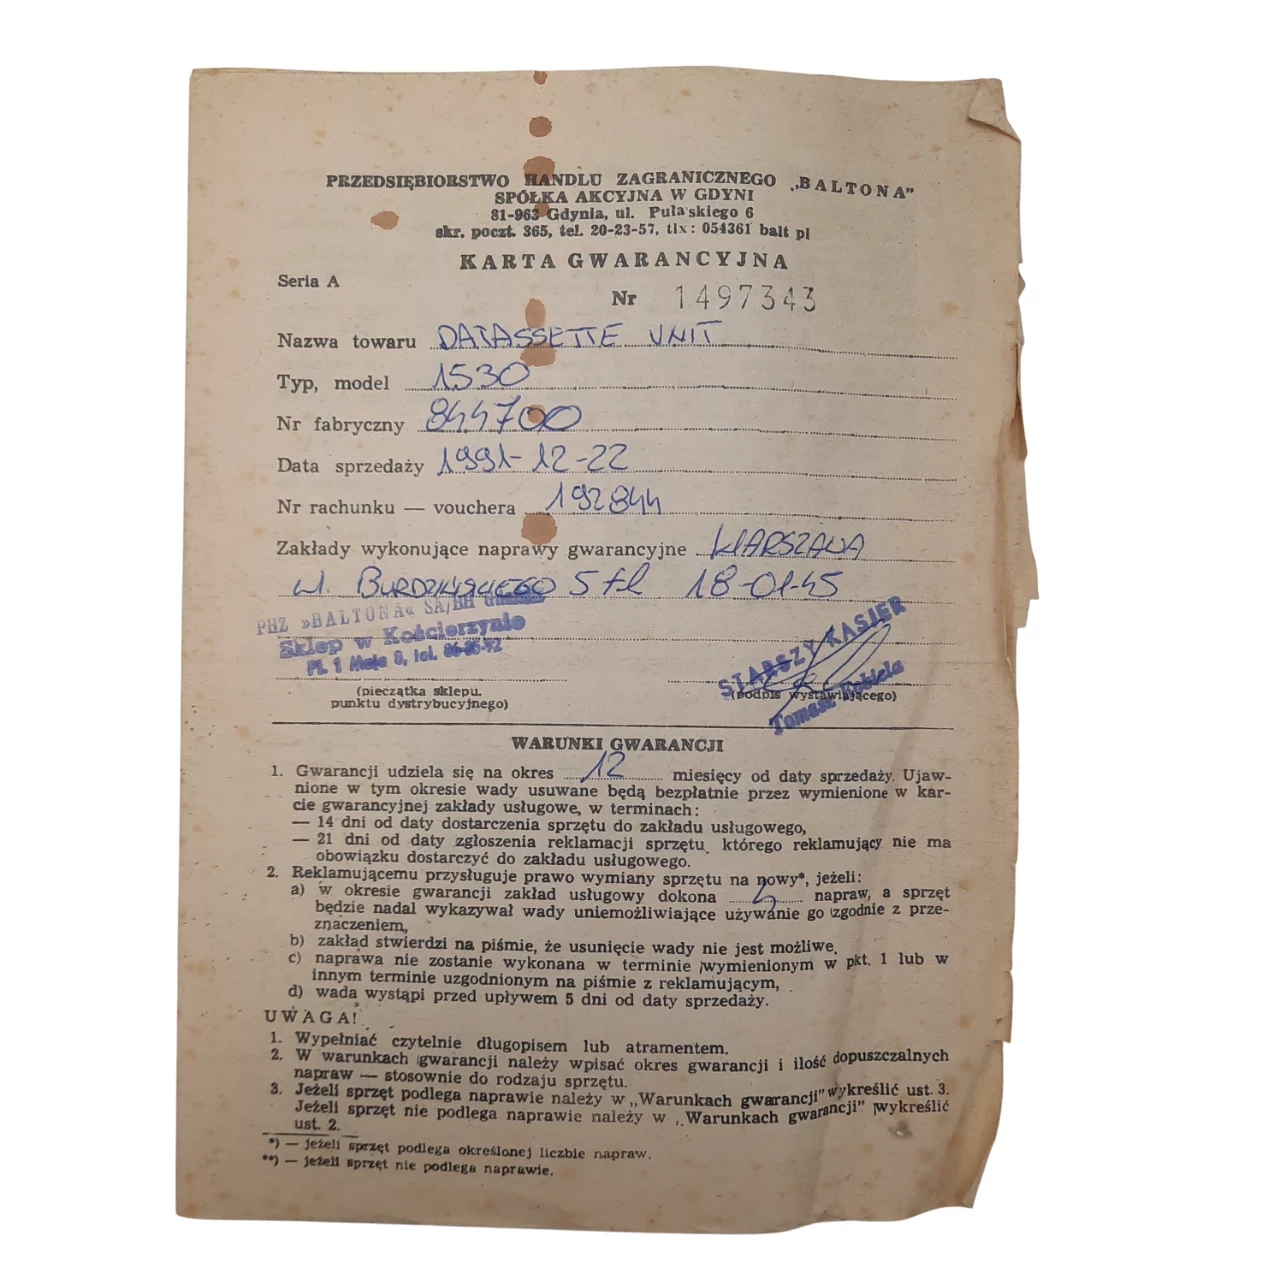 PRZEDSIĘBIORSTWO HANDLU ZAGRANICZNEGO „BALTONA"
SPÓŁKA AKCYJNA W GDYNI
81-963 Gdynia, ul. Pułaskiego 6
skr. poczt. 365, tel. 20-23-57, tlx: 054361 balt pl
KARTA GWARANCYJNA
Seria A
Nr 1497343
Nazwa towaru DATASSETTE UNIT
Typ, model 1530
Nr fabryczny 844700
Data sprzedaży 1991-12-22
Nr rachunku — vouchera 192844
Zakłady wykonujące naprawy gwarancyjne WARSZAWA
ul. 5 tel 18-01-45
PHZ »BALTONA« SA/BH
Sklep w Kościerzynie
Pl. 1 Maja 8, tel.
STARSZY KASJER
Tomasz
(pieczątka sklepu.
punktu dystrybucyjnego)
(podpis wystawiającego)
WARUNKI GWARANCJI
1. Gwarancji udziela się na okres 12 miesięcy od daty sprzedaży. Ujaw-
nione w tym okresie wady usuwane będą bezpłatnie przez wymienione w kar-
cie gwarancyjnej zakłady usługowe, w terminach:
— 14 dni od daty dostarczenia sprzętu do zakładu usługowego,
— 21 dni od daty zgłoszenia reklamacji sprzętu, którego reklamujący nie ma
obowiązku dostarczyć do zakładu usługowego.
2. Reklamującemu przysługuje prawo wymiany sprzętu na nowy*, jeżeli:
a) w okresie gwarancji zakład usługowy dokona napraw, a sprzęt
będzie nadal wykazywał wady uniemożliwiające używanie go zgodnie z prze-
znaczeniem,
b) zakład stwierdzi na piśmie, że usunięcie wady nie jest możliwe,
c) naprawa nie zostanie wykonana w terminie wymienionym w pkt. 1 lub w
innym terminie uzgodnionym na piśmie z reklamującym,
d) wada wystąpi przed upływem 5 dni od daty sprzedaży.
UWAGA!
1. Wypełniać czytelnie długopisem lub atramentem.
2. W warunkach gwarancji należy wpisać okres gwarancji i ilość dopuszczalnych
napraw — stosownie do rodzaju sprzętu.
3. Jeżeli sprzęt podlega naprawie należy w „Warunkach gwarancji" wykreślić ust. 3.
Jeżeli sprzęt nie podlega naprawie należy w „Warunkach gwarancji" wykreślić
ust. 2.
*) — jeżeli sprzęt podlega określonej liczbie napraw.
**) — jeżeli sprzęt nie podlega naprawie.